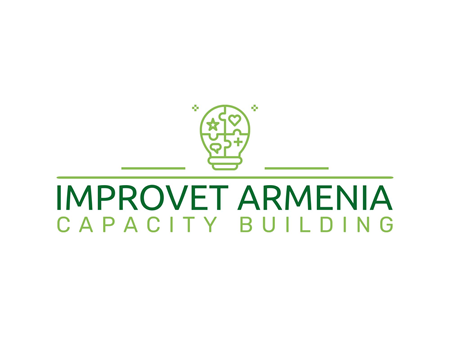 IMPROVET ARMENIA
CAPACITY BUILDING